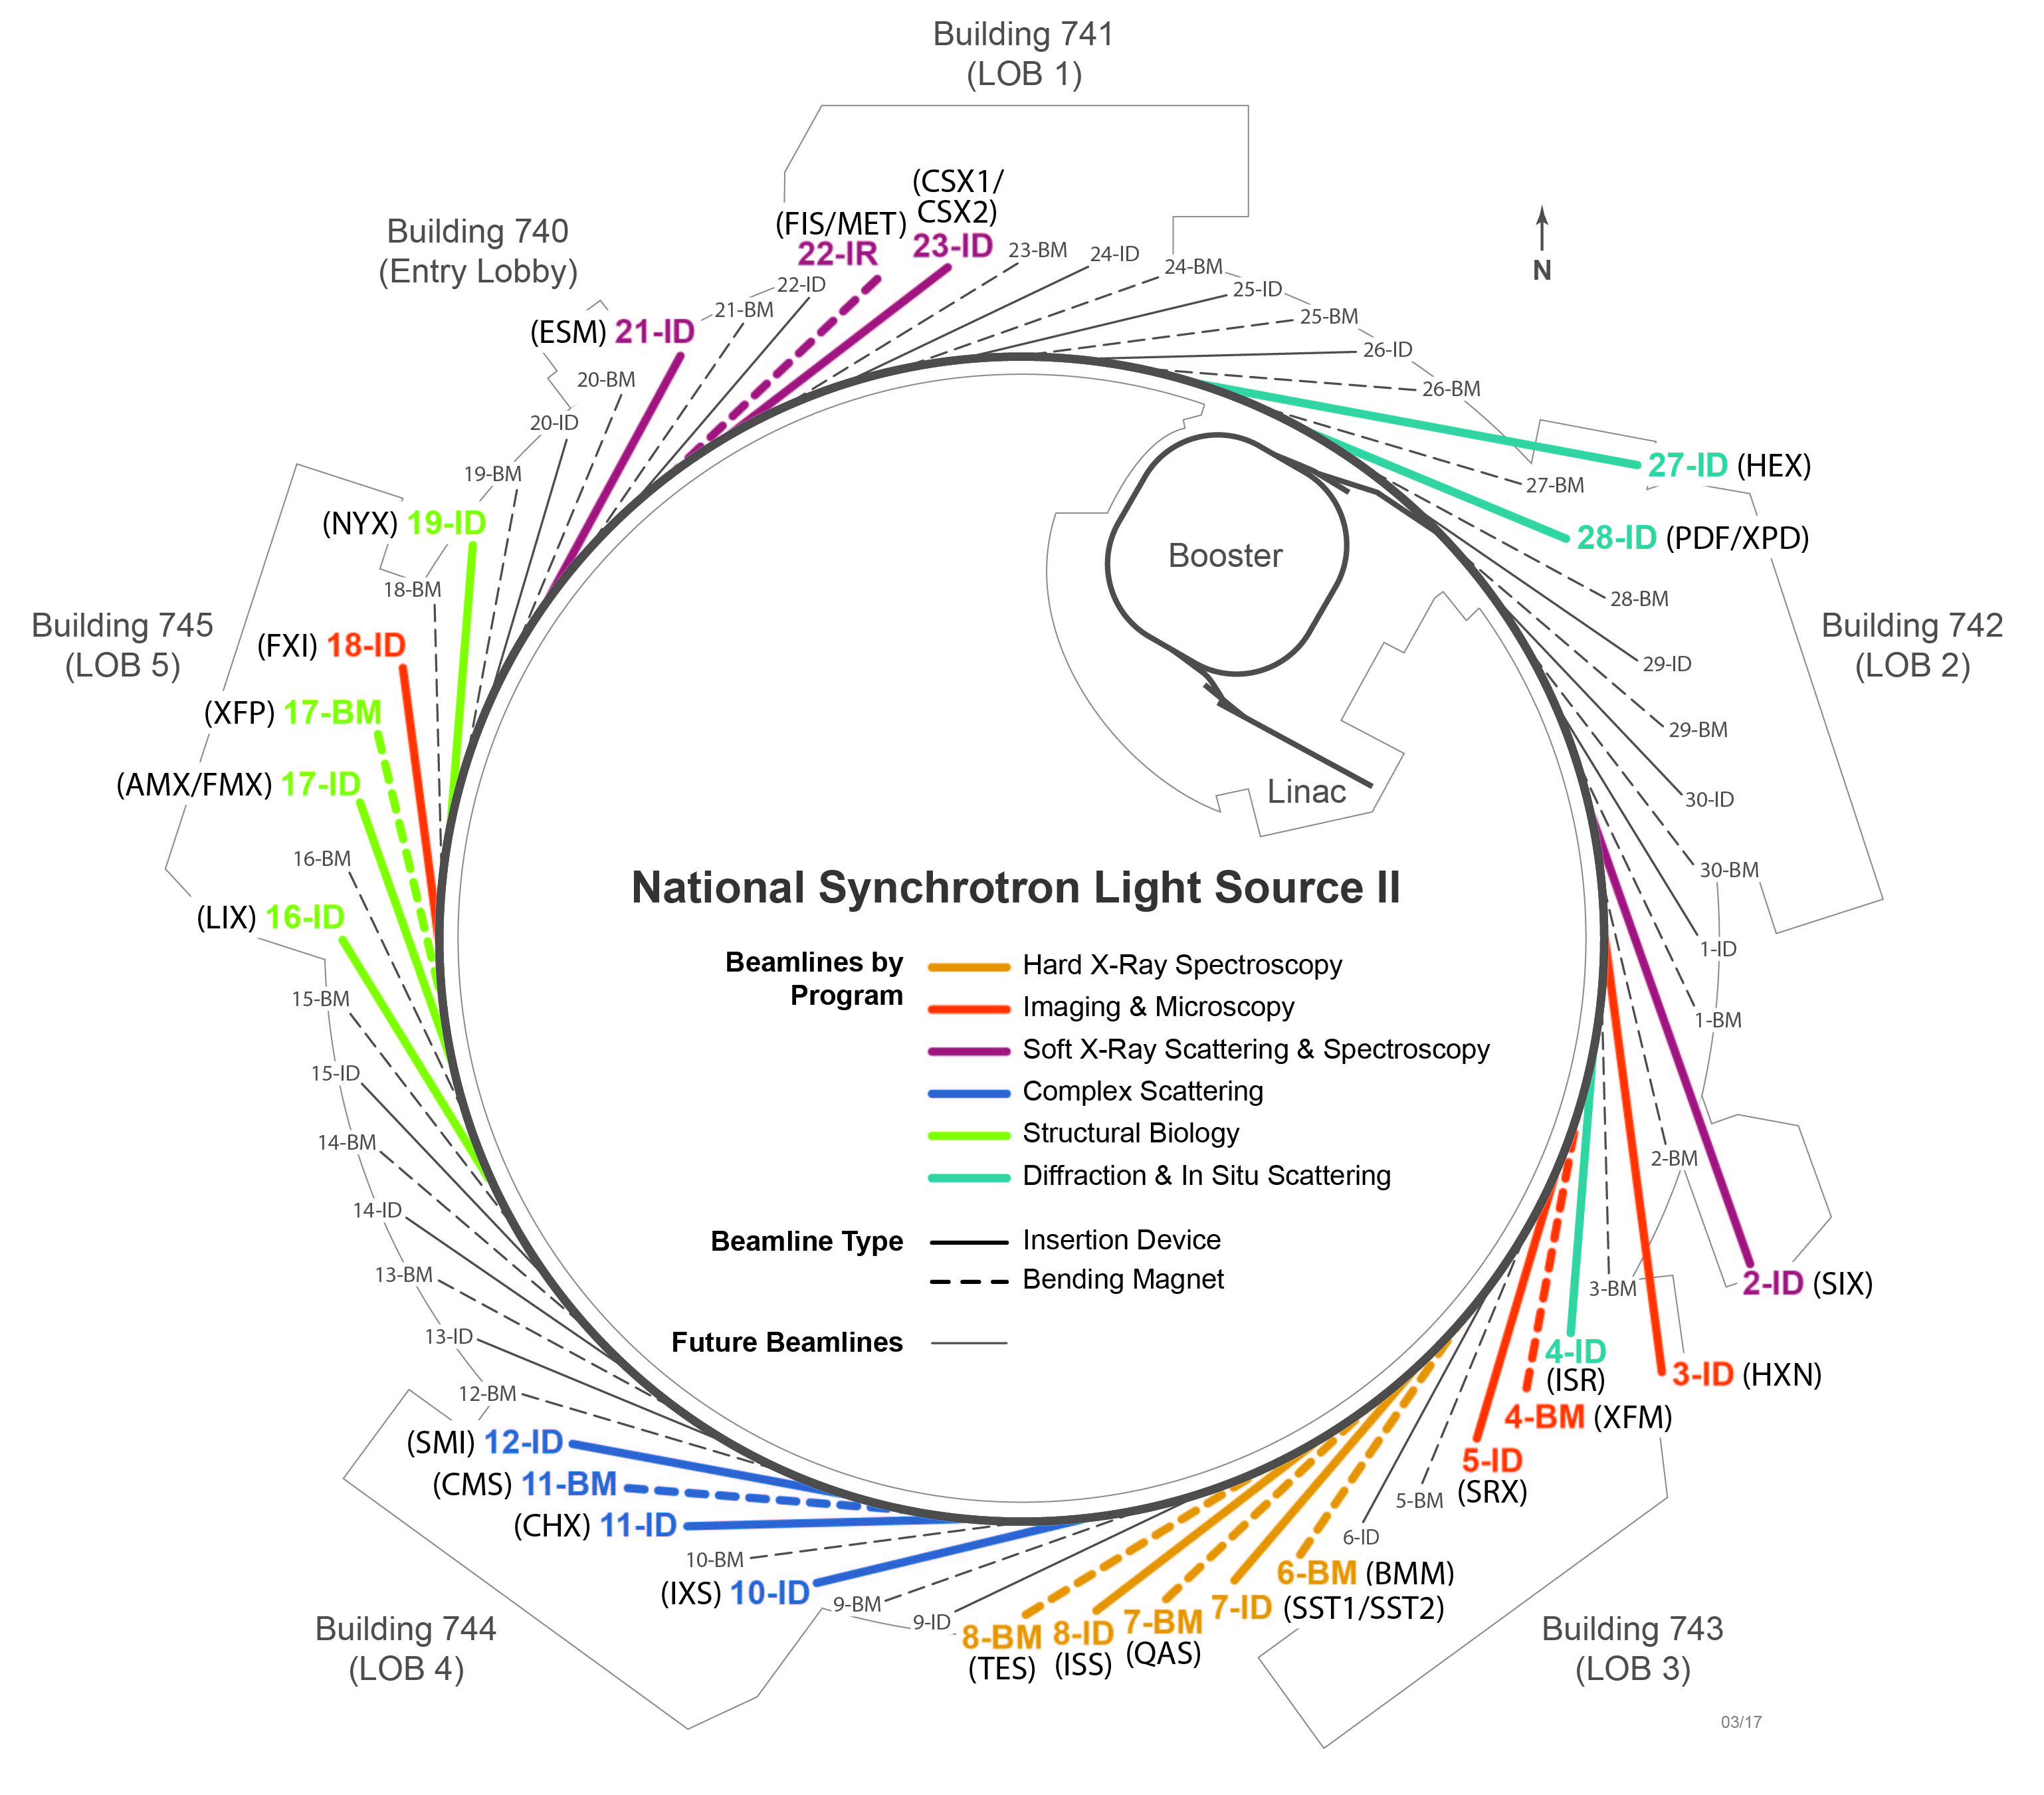 Building 741
(LOB 1)
(CSX1/
CSX2)
(FIS/MET)
22-IR
23-ID
23-BM
24-ID
24-BM
25-ID
25-BM
26-ID
26-BM
N
Building 740
(Entry Lobby)
22-ID
21-BM
(ESM) 21-ID
20-BM
20-ID
19-BM
(NYX) 19-ID
18-BM
Building 745
(LOB 5)
(FXI) 18-ID
(XFP) 17-BM
(AMX/FMX) 17-ID
16-BM
(LIX) 16-ID
15-BM
15-ID
14-BM
14-ID
13-BM
13-ID
12-BM
27-ID (HEX)
27-BM
28-ID (PDF/XPD)
28-BM
Building 742
(LOB 2)
29-ID
29-BM
30-ID
30-BM
1-ID
1-BM
2-BM
2-ID (SIX)
3-BM
3-ID (HXN)
4-ID
(ISR)
4-BM (XFM)
5-ID
(SRX)
5-BM
6-ID
Booster
Linac
National Synchrotron Light Source II
Beamlines by
Program
Hard X-Ray Spectroscopy
Imaging & Microscopy
Soft X-Ray Scattering & Spectroscopy
Complex Scattering
Structural Biology
Diffraction & In Situ Scattering
Beamline Type
Insertion Device
Bending Magnet
Future Beamlines
(SMI) 12-ID
(CMS) 11-BM
(CHX) 11-ID
10-BM
(IXS) 10-ID
9-BM
9-ID
8-BM
(TES)
8-ID
(ISS)
7-BM
(QAS)
7-ID (SST1/SST2)
6-BM (BMM)
Building 744
(LOB 4)
Building 743
(LOB 3)
03/17